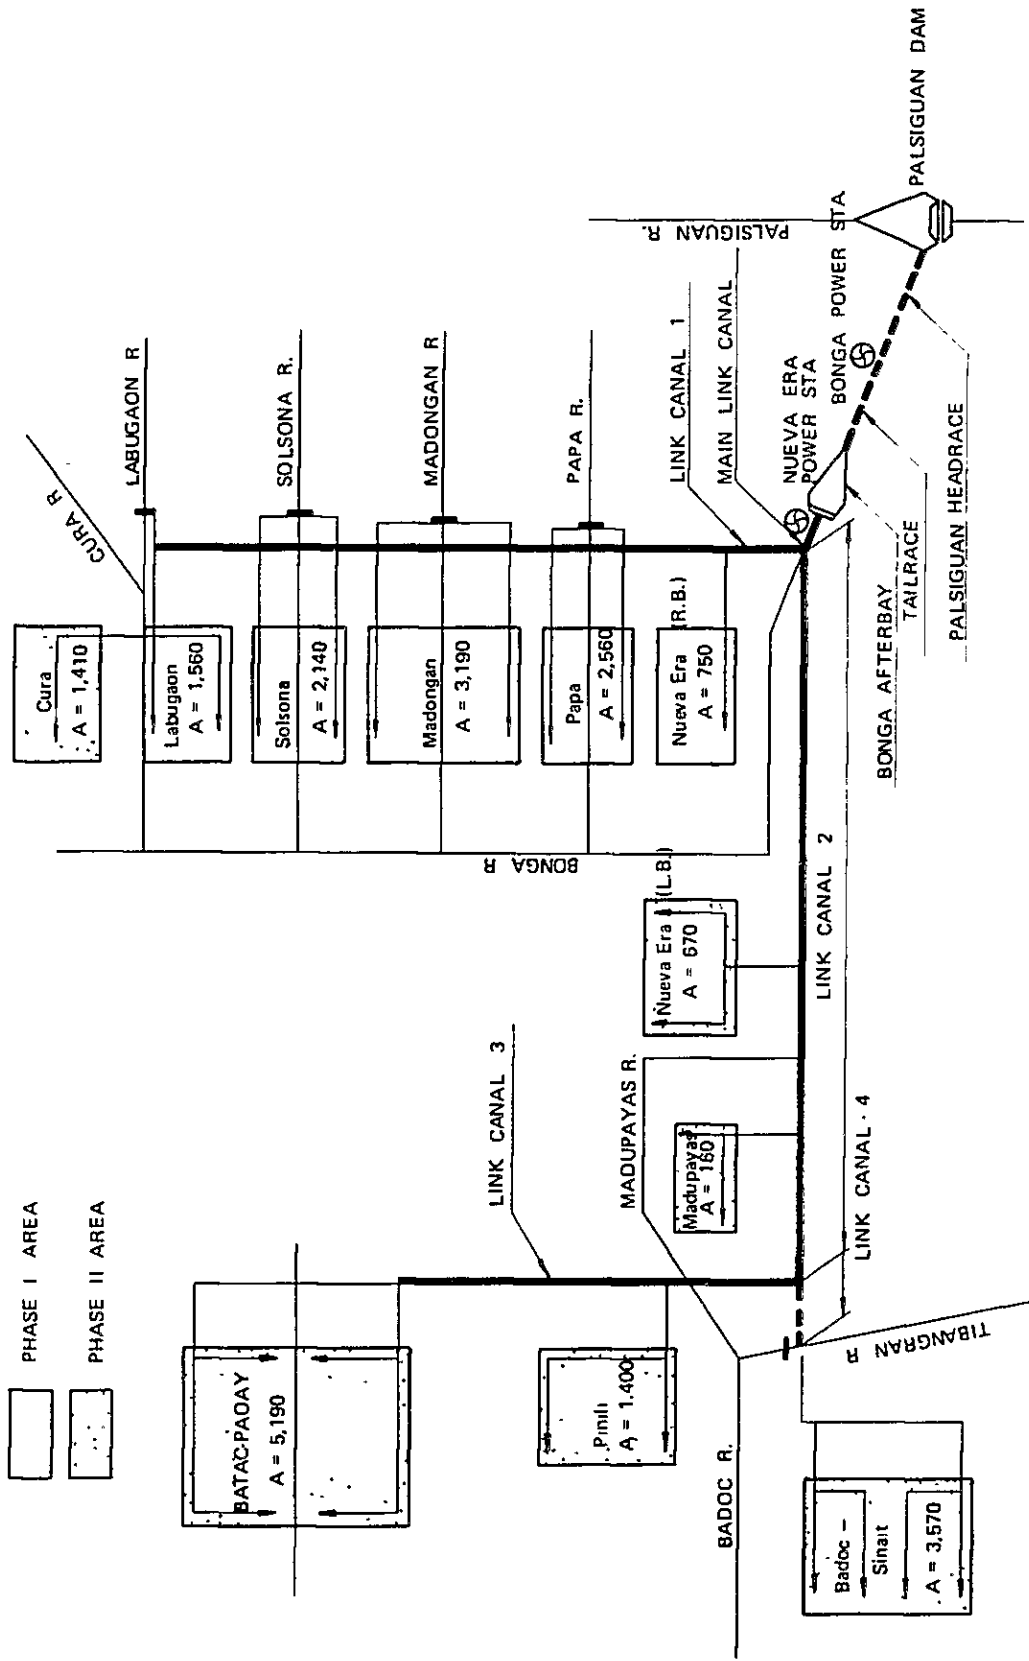 PHASE I AREA
PHASE II AREA
BATAC-PAOAY
A = 5,190
Pinili
A = 1.400
BADOC R.
Badoc –
Sinait
A = 3,570
TIBANGRAN R
LINK CANAL 3
MADUPAYAS R.
Madupayas
A = 160
LINK CANAL - 4
Nueva Era (L.B.)
A = 670
LINK CANAL 2
BONGA R
Cura
A = 1,410
Labugaon
A = 1,560
Solsona
A = 2,140
Madongan
A = 3,190
Papa
A = 2,560
Nueva Era (R.B.)
A = 750
CURA R
LABUGAON R
SOLSONA R.
MADONGAN R
PAPA R.
LINK CANAL 1
MAIN LINK CANAL
NUEVA ERA
POWER STA
BONGA POWER STA.
PALSIGUAN R.
PALSIGUAN DAM
BONGA AFTERBAY
TAILRACE
PALSIGUAN HEADRACE